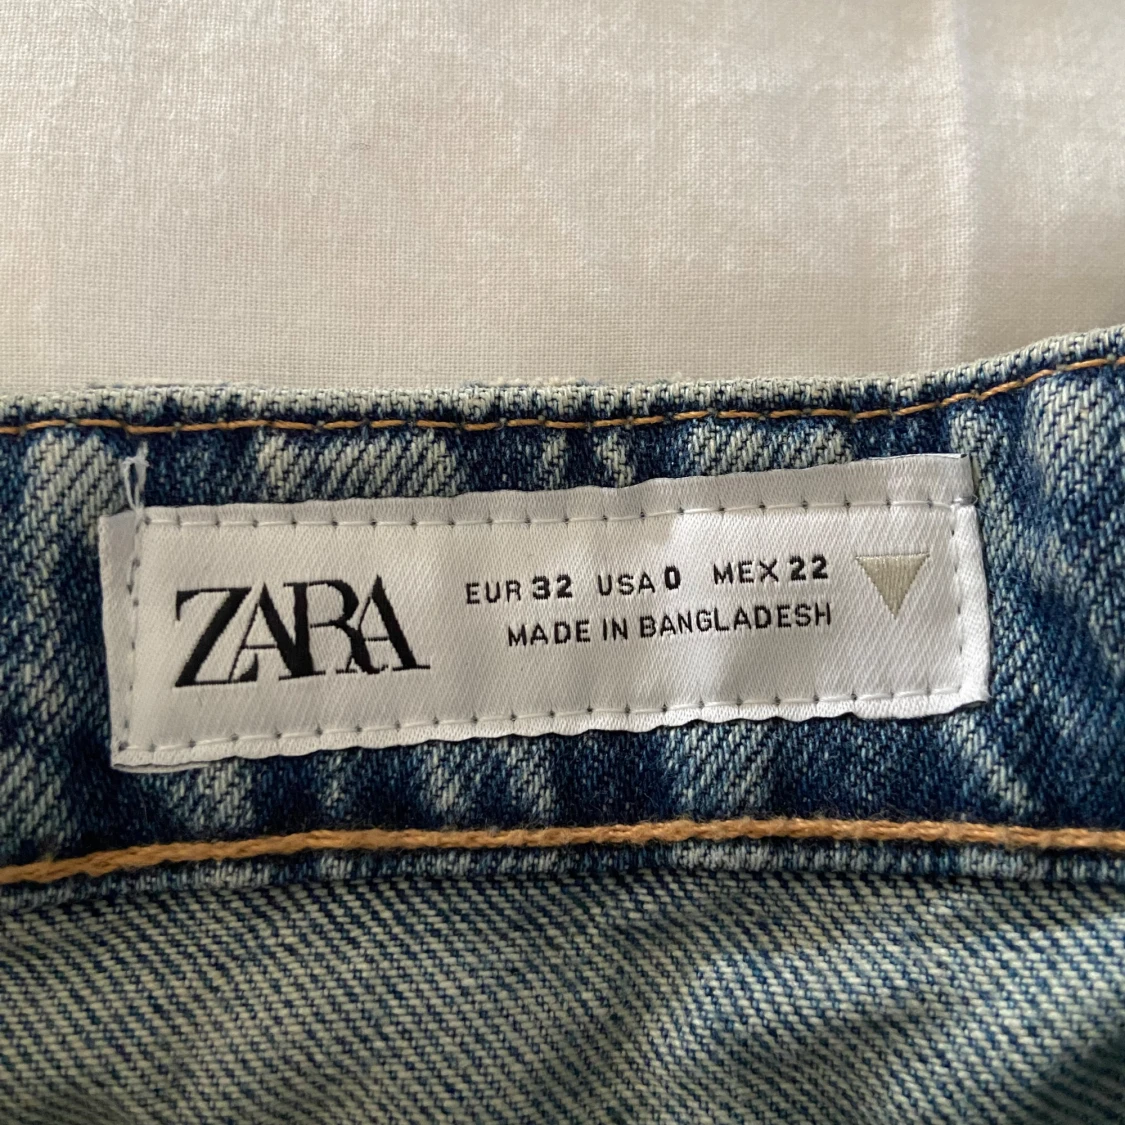 ZARA
EUR 32 USA 0 MEX 22
MADE IN BANGLADESH